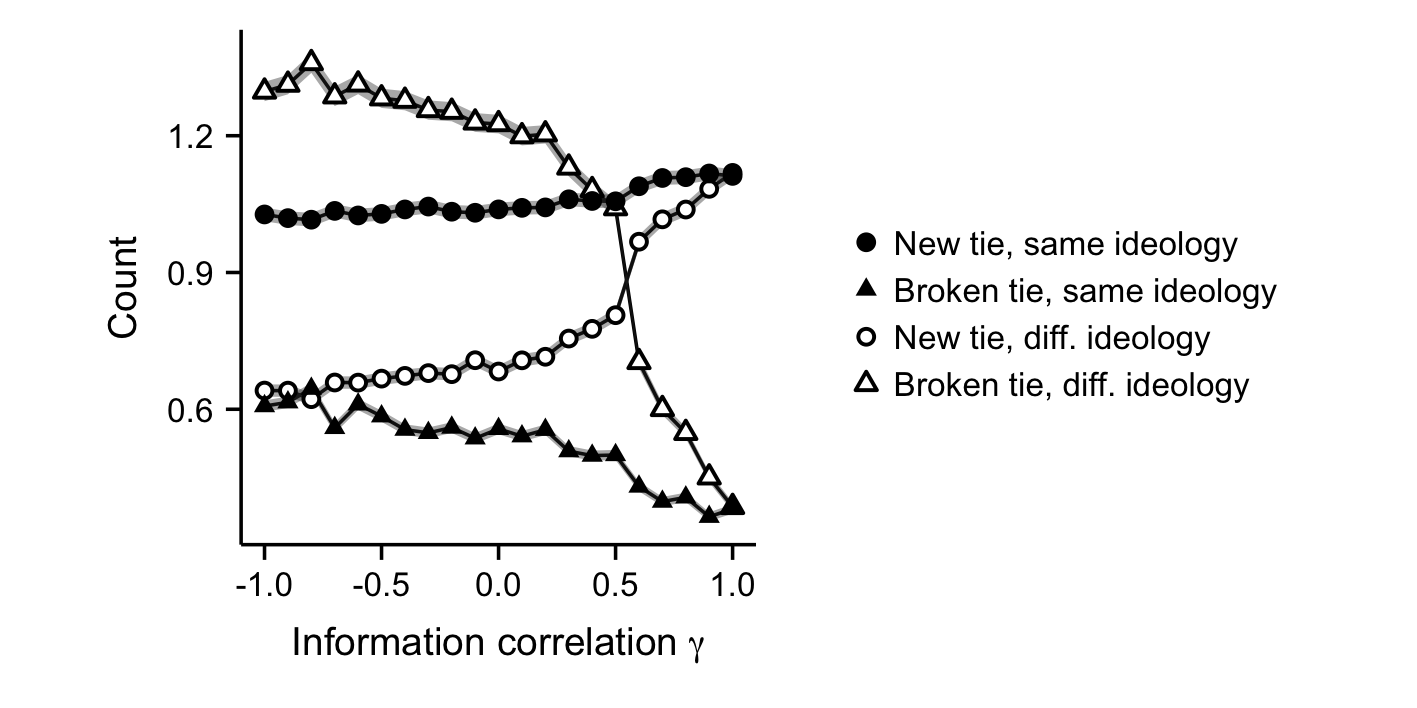 1.2
0.9
0.6
Count
-1.0 -0.5 0.0 0.5 1.0
Information correlation γ
New tie, same ideology
Broken tie, same ideology
New tie, diff. ideology
Broken tie, diff. ideology